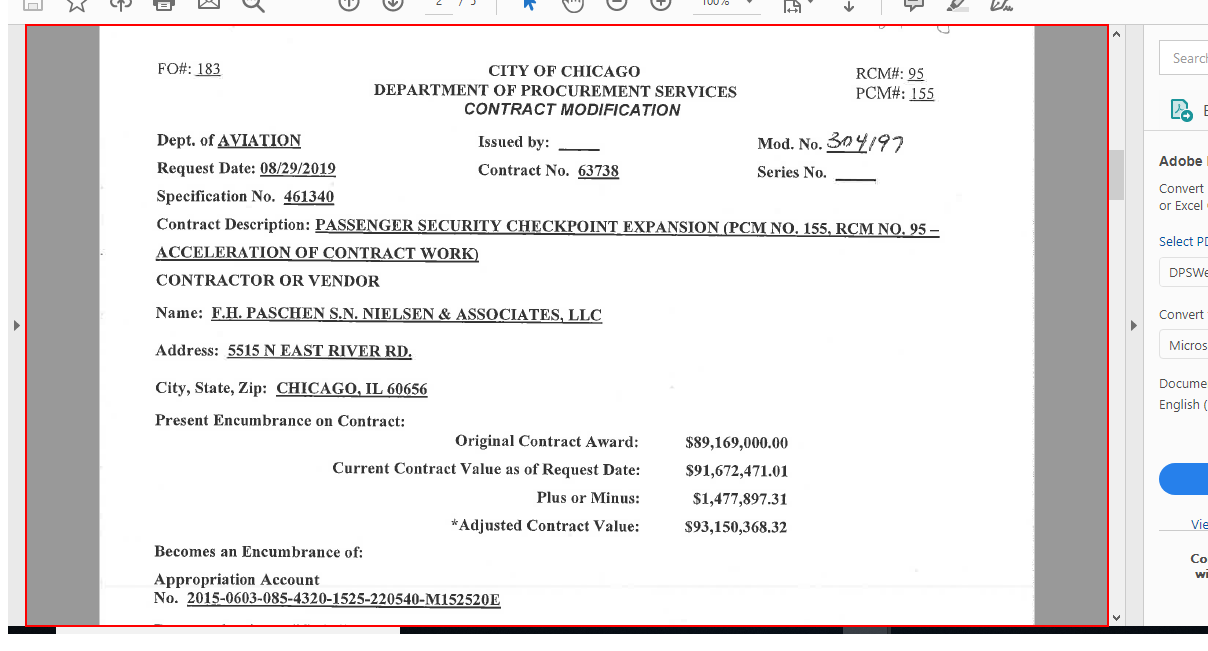 2 / 5
100%
FO#: 183
CITY OF CHICAGO
RCM#: 95
DEPARTMENT OF PROCUREMENT SERVICES
PCM#: 155
CONTRACT MODIFICATION
Dept. of AVIATION
Issued by: ____
Mod. No. 304197
Request Date: 08/29/2019
Contract No. 63738
Series No. ____
Specification No. 461340
Contract Description: PASSENGER SECURITY CHECKPOINT EXPANSION (PCM NO. 155, RCM NO. 95 –
ACCELERATION OF CONTRACT WORK)
CONTRACTOR OR VENDOR
Name: F.H. PASCHEN S.N. NIELSEN & ASSOCIATES, LLC
Address: 5515 N EAST RIVER RD.
City, State, Zip: CHICAGO, IL 60656
Present Encumbrance on Contract:
Original Contract Award: $89,169,000.00
Current Contract Value as of Request Date: $91,672,471.01
Plus or Minus: $1,477,897.31
*Adjusted Contract Value: $93,150,368.32
Becomes an Encumbrance of:
Appropriation Account
No. 2015-0603-085-4320-1525-220540-M152520E
Search
Adobe
Convert
or Excel
Select PD
DPSWe
Convert
Micros
Docume
English (
Vie
Co
wi